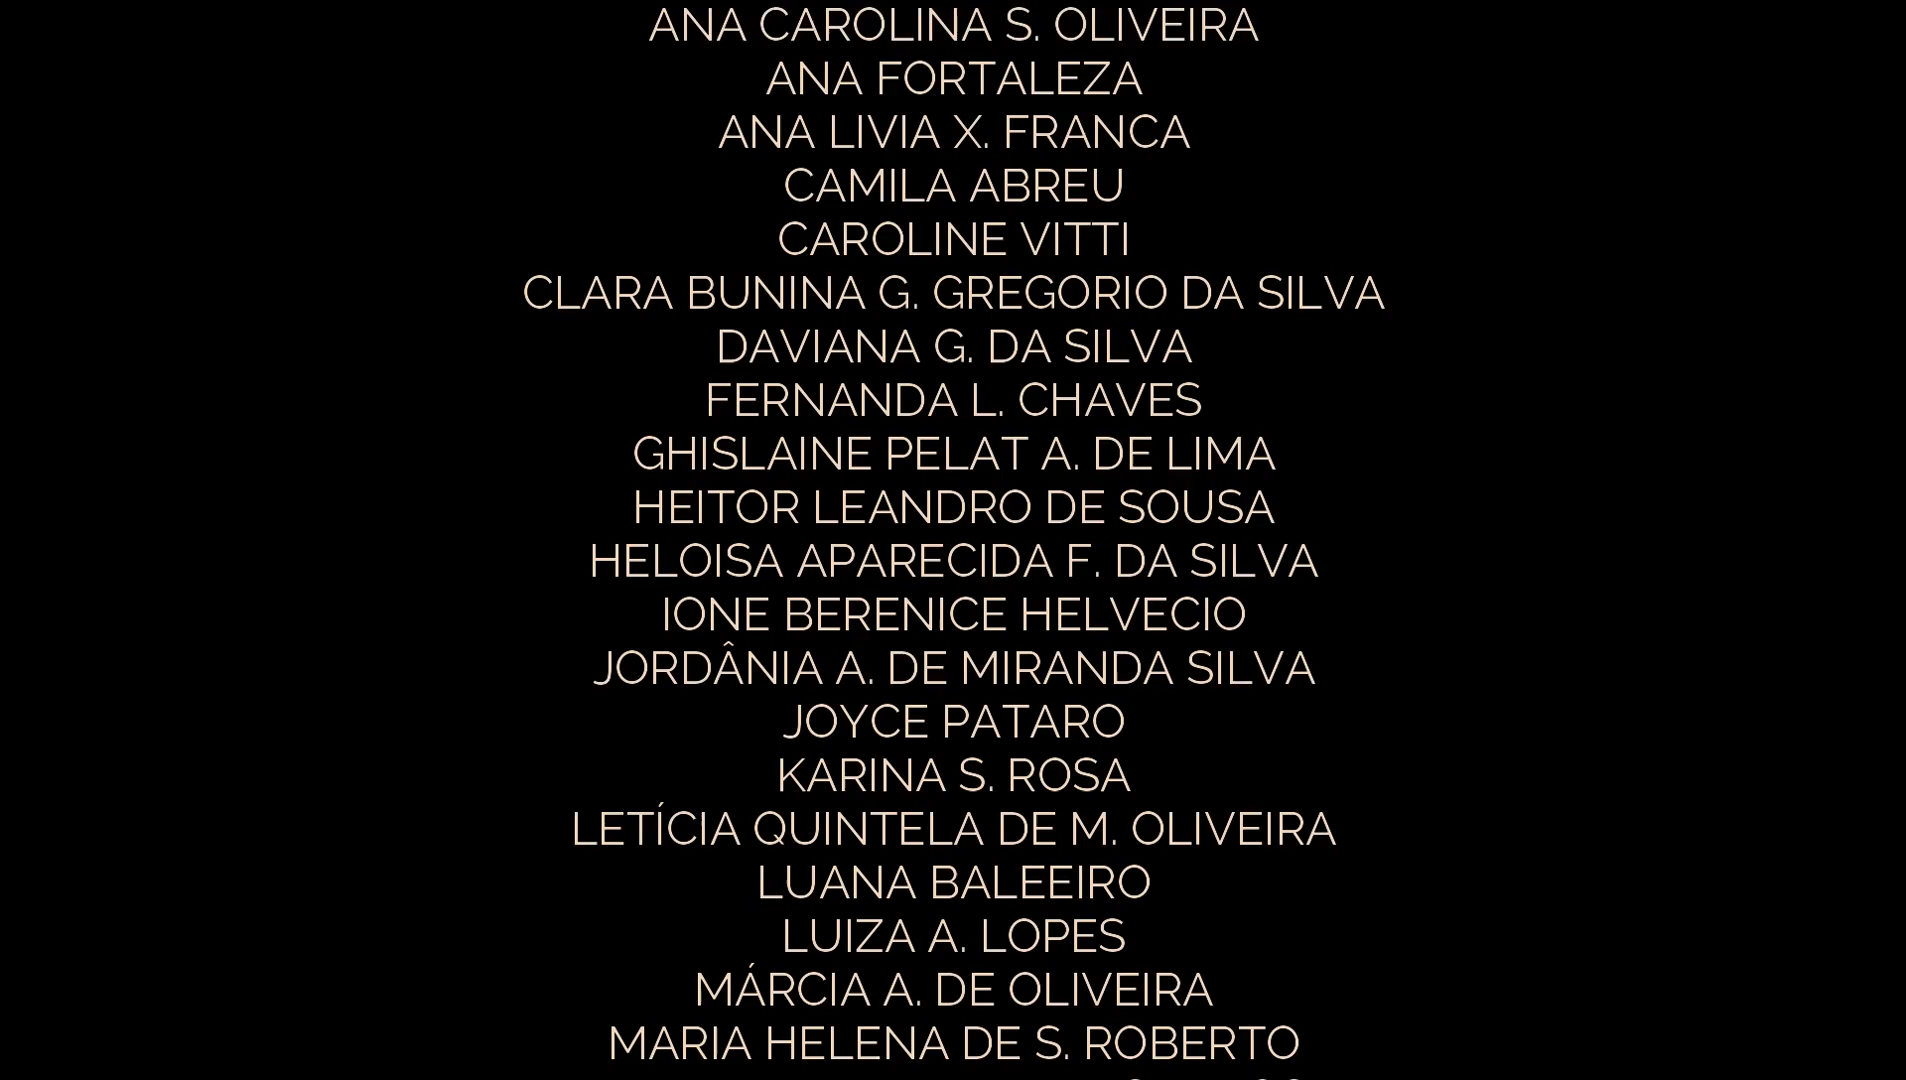 ANA CAROLINA S. OLIVEIRA
ANA FORTALEZA
ANA LIVIA X. FRANCA
CAMILA ABREU
CAROLINE VITTI
CLARA BUNINA G. GREGORIO DA SILVA
DAVIANA G. DA SILVA
FERNANDA L. CHAVES
GHISLAINE PELAT A. DE LIMA
HEITOR LEANDRO DE SOUSA
HELOISA APARECIDA F. DA SILVA
IONE BERENICE HELVECIO
JORDÂNIA A. DE MIRANDA SILVA
JOYCE PATARO
KARINA S. ROSA
LETÍCIA QUINTELA DE M. OLIVEIRA
LUANA BALEEIRO
LUIZA A. LOPES
MÁRCIA A. DE OLIVEIRA
MARIA HELENA DE S. ROBERTO